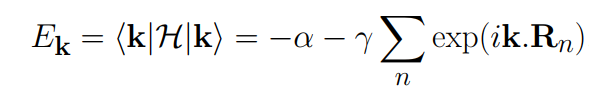 E_𝐤 = ⟨𝐤|ℋ|𝐤⟩ = −α − γ ∑_n exp(i𝐤.𝐑_n)